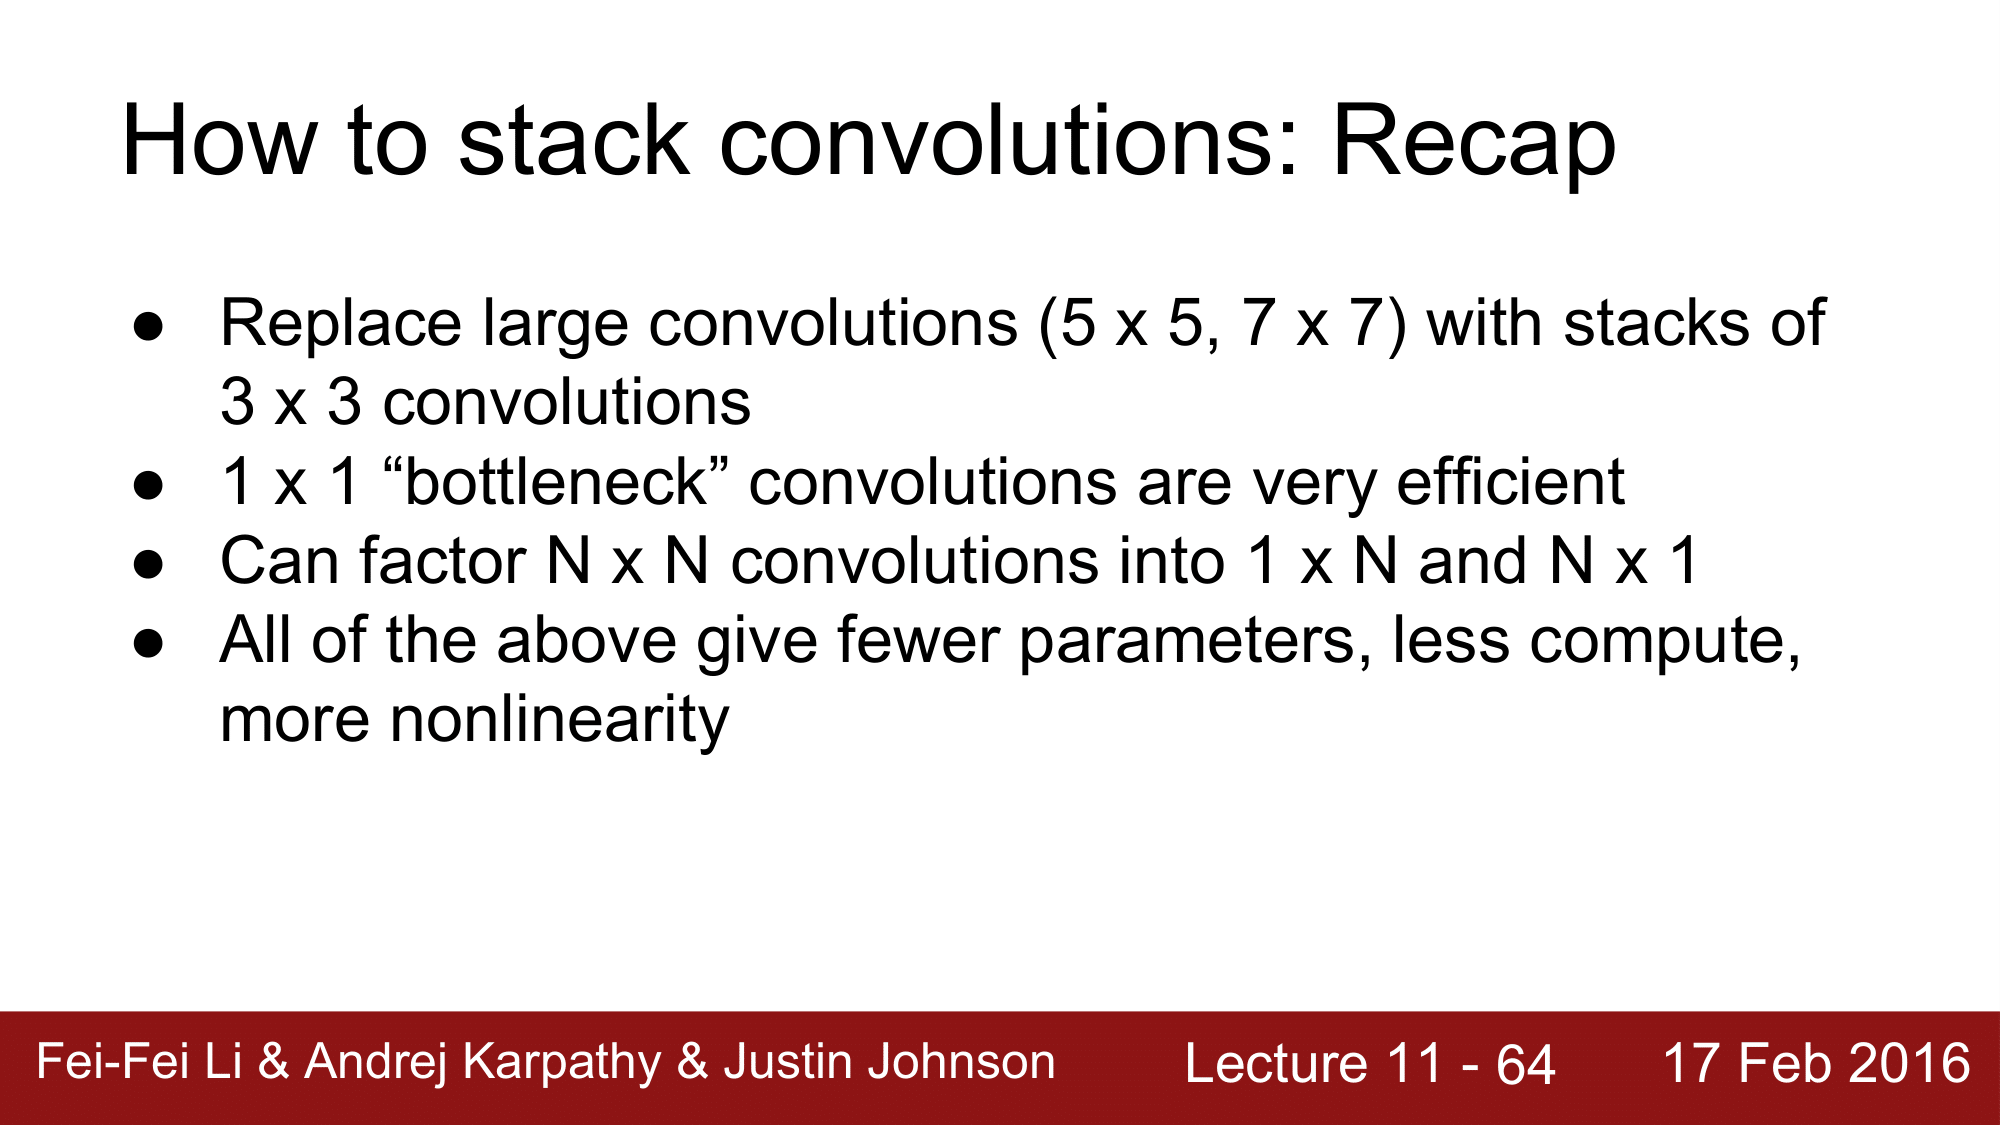 How to stack convolutions: Recap
● Replace large convolutions (5 x 5, 7 x 7) with stacks of
3 x 3 convolutions
● 1 x 1 “bottleneck” convolutions are very efficient
● Can factor N x N convolutions into 1 x N and N x 1
● All of the above give fewer parameters, less compute,
more nonlinearity
Fei-Fei Li & Andrej Karpathy & Justin Johnson Lecture 11 - 64 17 Feb 2016